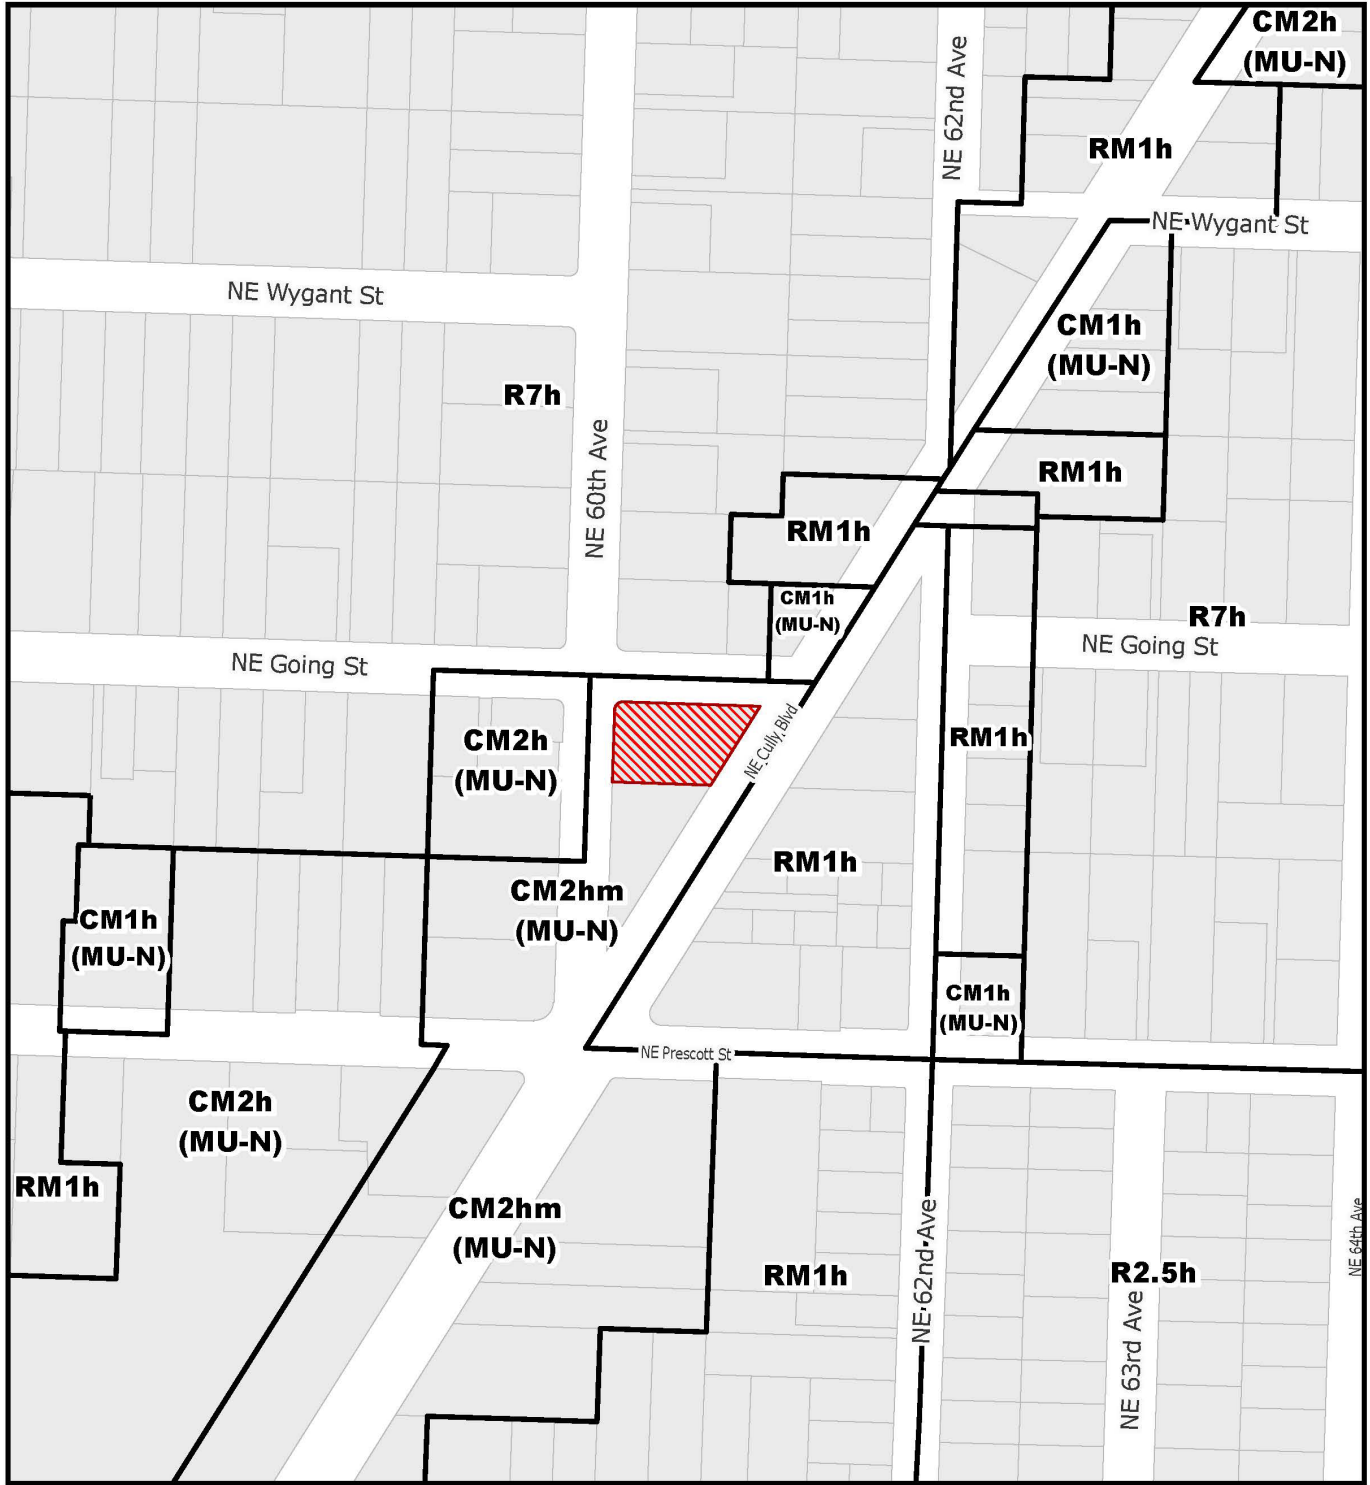 CM2h
(MU-N)
NE 62nd Ave
RM1h
NE Wygant St
NE Wygant St
CM1h
(MU-N)
R7h
NE 60th Ave
RM1h
RM1h
CM1h
(MU-N)
R7h
NE Going St
NE Going St
CM2h
(MU-N)
NE Cully Blvd
RM1h
RM1h
CM2hm
(MU-N)
CM1h
(MU-N)
CM1h
(MU-N)
NE Prescott St
CM2h
(MU-N)
RM1h
CM2hm
(MU-N)
RM1h
NE 62nd Ave
R2.5h
NE 63rd Ave
NE 64th Ave